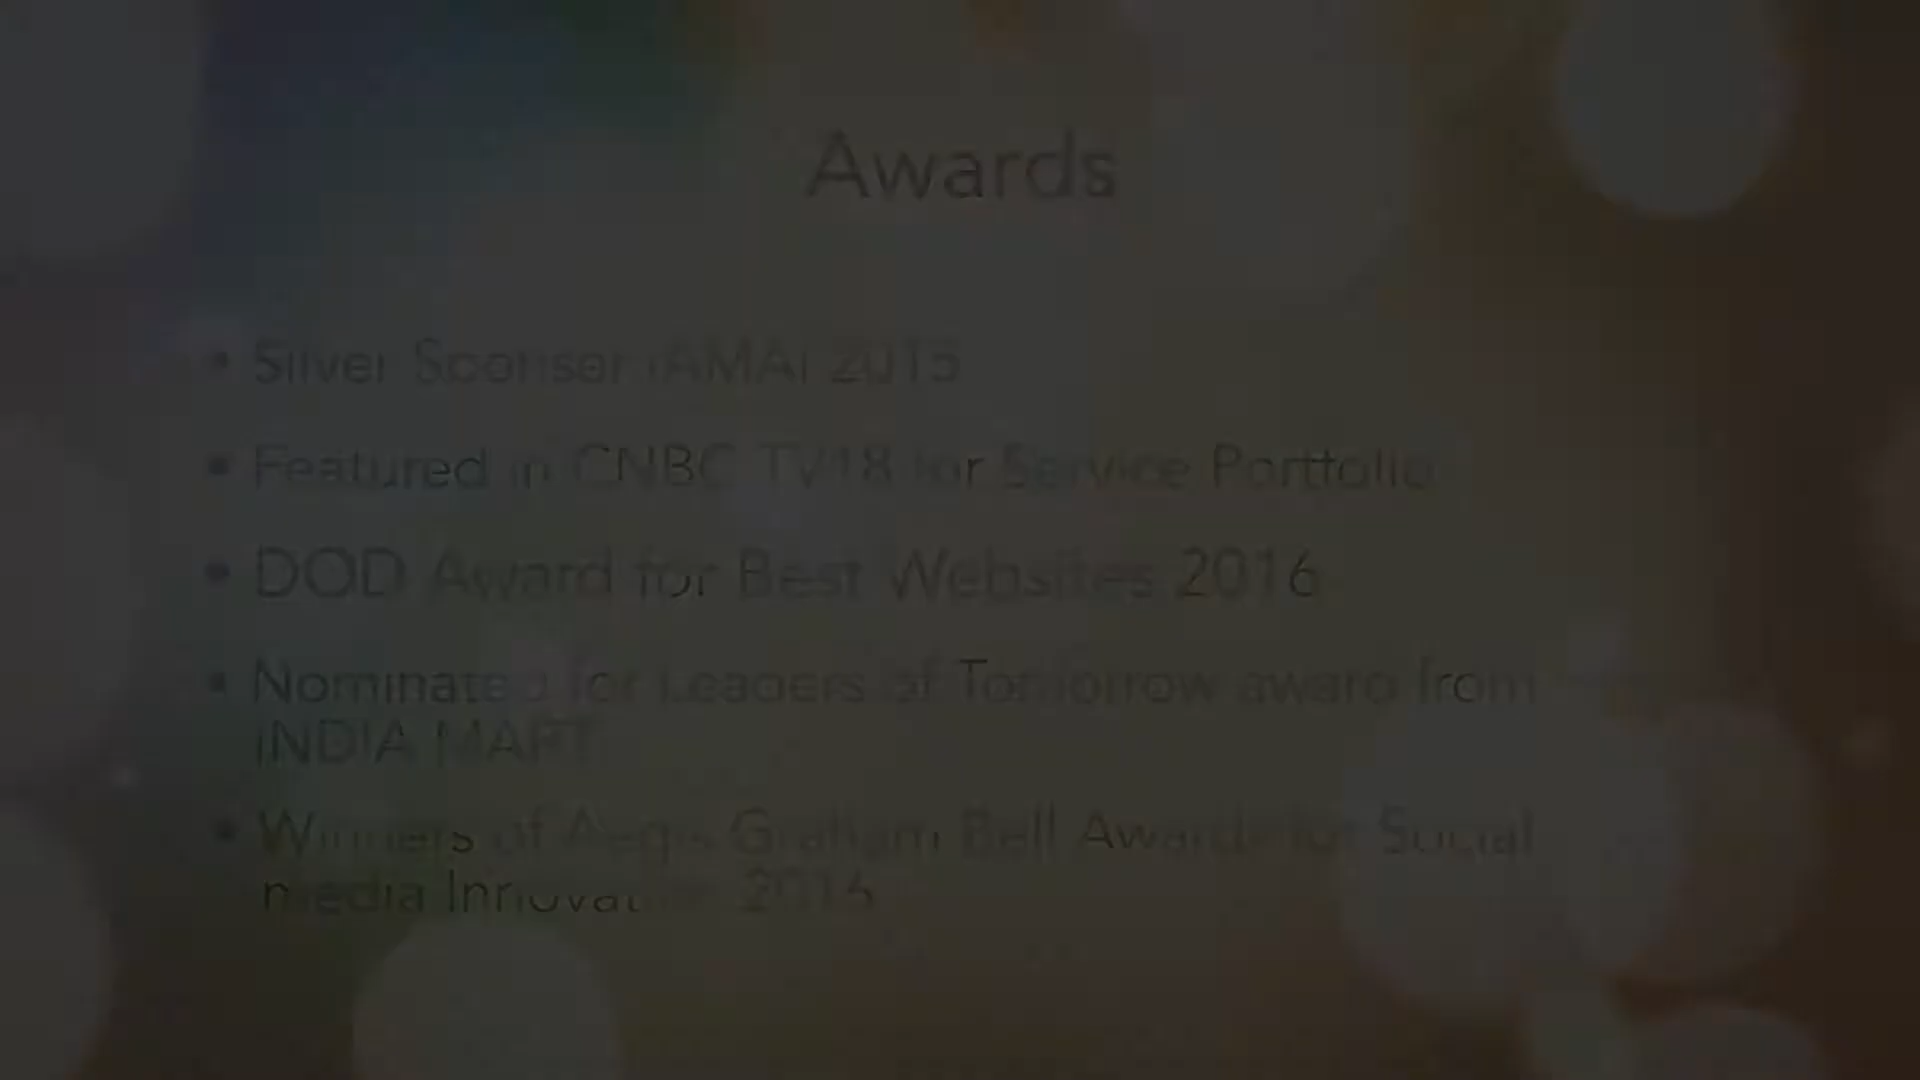 Awards
• Silver Sponser iAMAi 2015
• Featured in CNBC TV18 for Service Portfolio
• DOD Award for Best Websites 2016
• Nominated for Leaders of Tomorrow award from
iNDIA MART
• Winners of Aegis Graham Bell Awards for Social
media Innovation 2016